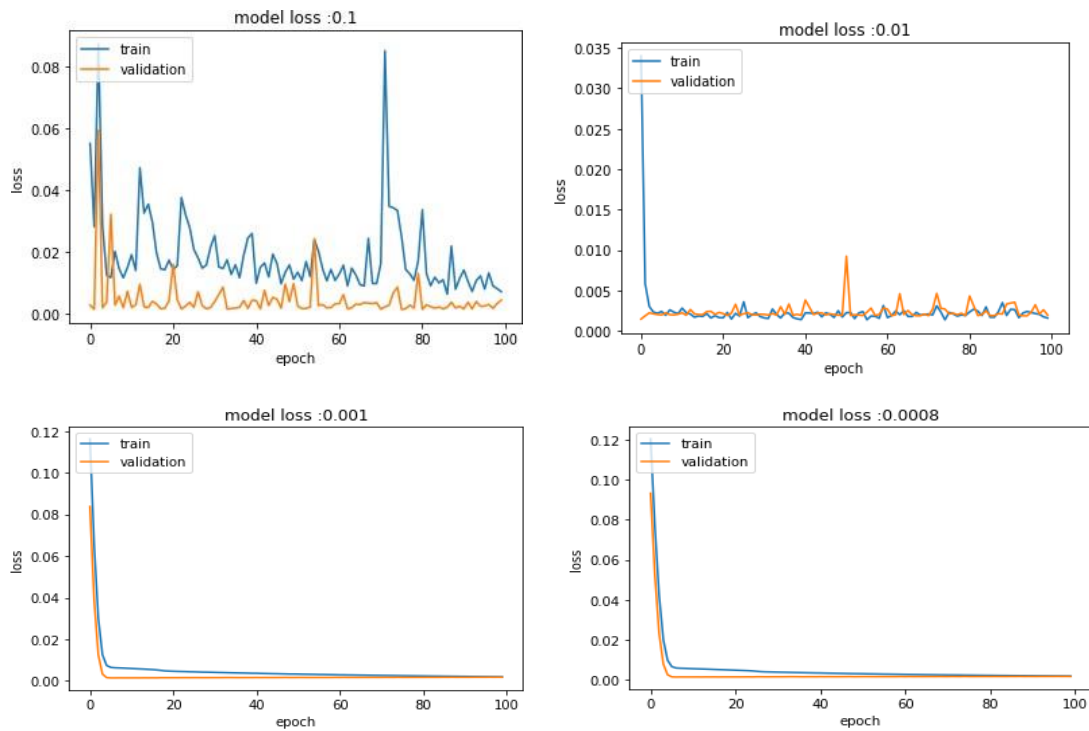 model loss :0.1
train
validation
0.08
0.06
0.04
0.02
0.00
loss
0 20 40 60 80 100
epoch
model loss :0.01
train
validation
0.035
0.030
0.025
0.020
0.015
0.010
0.005
0.000
loss
0 20 40 60 80 100
epoch
model loss :0.001
train
validation
0.12
0.10
0.08
0.06
0.04
0.02
0.00
loss
0 20 40 60 80 100
epoch
model loss :0.0008
train
validation
0.12
0.10
0.08
0.06
0.04
0.02
0.00
loss
0 20 40 60 80 100
epoch